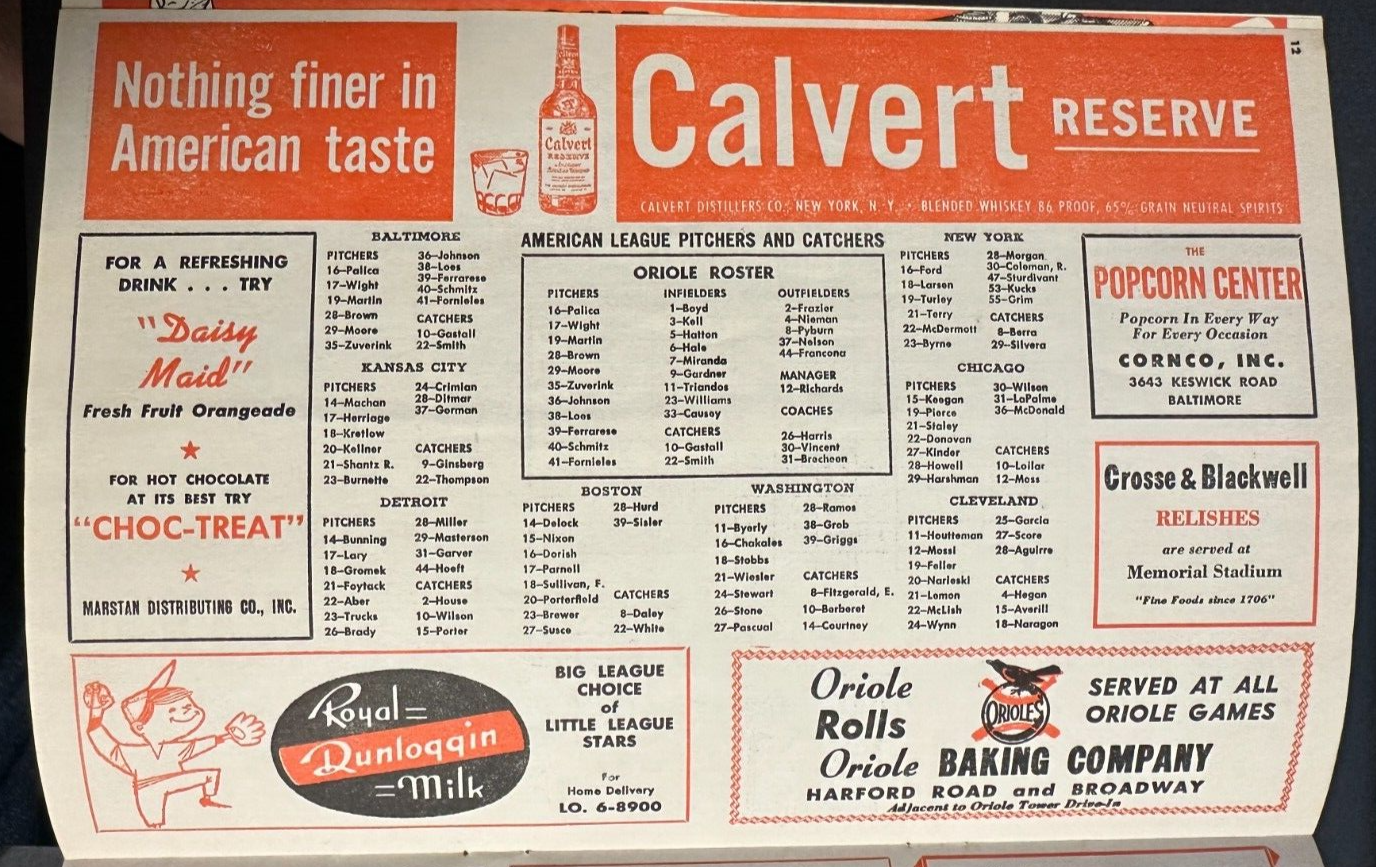 12
Nothing finer in
American taste
Calvert
RESERVE
Calvert RESERVE
CALVERT DISTILLERS CO., NEW YORK, N. Y. • BLENDED WHISKEY 86 PROOF, 65% GRAIN NEUTRAL SPIRITS
FOR A REFRESHING
DRINK . . . TRY
"Daisy
Maid"
Fresh Fruit Orangeade
FOR HOT CHOCOLATE
AT ITS BEST TRY
"CHOC-TREAT"
MARSTAN DISTRIBUTING CO., INC.
AMERICAN LEAGUE PITCHERS AND CATCHERS
BALTIMORE
PITCHERS
16—Palica
17—Wight
19—Martin
28—Brown
29—Moore
35—Zuverink
36—Johnson
38—Loes
39—Ferrarese
40—Schmitz
41—Fornieles
CATCHERS
10—Gastall
22—Smith
KANSAS CITY
PITCHERS
14—Machan
17—Herriage
18—Kretlow
20—Kellner
21—Shantz R.
23—Burnette
24—Crimian
28—Ditmar
37—Gorman
CATCHERS
9—Ginsberg
22—Thompson
DETROIT
PITCHERS
14—Bunning
17—Lary
18—Gromek
21—Foytack
22—Aber
23—Trucks
26—Brady
28—Miller
29—Masterson
31—Garver
44—Hoeft
CATCHERS
2—House
10—Wilson
15—Porter
ORIOLE ROSTER
PITCHERS
16—Palica
17—Wight
19—Martin
28—Brown
29—Moore
35—Zuverink
36—Johnson
38—Loes
39—Ferrarese
40—Schmitz
41—Fornieles
INFIELDERS
1—Boyd
3—Kell
5—Hatton
6—Hale
7—Miranda
9—Gardner
11—Triandos
23—Williams
33—Causey
CATCHERS
10—Gastall
22—Smith
OUTFIELDERS
2—Frazier
4—Nieman
8—Pyburn
37—Nelson
44—Francona
MANAGER
12—Richards
COACHES
26—Harris
30—Vincent
31—Brecheen
BOSTON
PITCHERS
14—Delock
15—Nixon
16—Dorish
17—Parnell
18—Sullivan, F.
20—Porterfield
23—Brewer
27—Susce
28—Hurd
39—Sisler
CATCHERS
8—Daley
22—White
WASHINGTON
PITCHERS
11—Byerly
16—Chakales
18—Stobbs
21—Wiesler
24—Stewart
26—Stone
27—Pascual
28—Ramos
38—Grob
39—Griggs
CATCHERS
8—Fitzgerald, E.
10—Berberet
14—Courtney
NEW YORK
PITCHERS
16—Ford
18—Larsen
19—Turley
21—Terry
22—McDermott
23—Byrne
28—Morgan
30—Coleman, R.
47—Sturdivant
53—Kucks
55—Grim
CATCHERS
8—Berra
29—Silvera
CHICAGO
PITCHERS
15—Keegan
19—Pierce
21—Staley
22—Donovan
27—Kinder
28—Howell
29—Harshman
30—Wilson
31—LaPalme
36—McDonald
CATCHERS
10—Lollar
12—Moss
CLEVELAND
PITCHERS
11—Houtteman
12—Mossi
19—Feller
20—Narleski
21—Lemon
22—McLish
24—Wynn
25—Garcia
27—Score
28—Aguirre
CATCHERS
4—Hegan
15—Averill
18—Naragon
THE
POPCORN CENTER
Popcorn In Every Way
For Every Occasion
CORNCO, INC.
3643 KESWICK ROAD
BALTIMORE
Crosse & Blackwell
RELISHES
are served at
Memorial Stadium
"Fine Foods since 1706"
Royal
Dunloggin
Milk
BIG LEAGUE
CHOICE
of
LITTLE LEAGUE
STARS
For
Home Delivery
LO. 6-8900
Oriole
Rolls
ORIOLES
SERVED AT ALL
ORIOLE GAMES
Oriole BAKING COMPANY
HARFORD ROAD and BROADWAY
Adjacent to Oriole Tower Drive-In